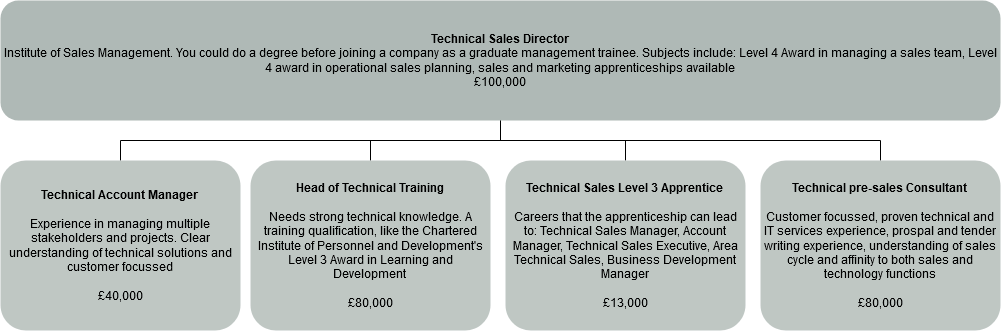 Technical Sales Director
Institute of Sales Management. You could do a degree before joining a company as a graduate management trainee. Subjects include: Level 4 Award in managing a sales team, Level
4 award in operational sales planning, sales and marketing apprenticeships available
£100,000
Technical Account Manager
Experience in managing multiple
stakeholders and projects. Clear
understanding of technical solutions and
customer focussed
£40,000
Head of Technical Training
Needs strong technical knowledge. A
training qualification, like the Chartered
Institute of Personnel and Development's
Level 3 Award in Learning and
Development
£80,000
Technical Sales Level 3 Apprentice
Careers that the apprenticeship can lead
to: Technical Sales Manager, Account
Manager, Technical Sales Executive, Area
Technical Sales, Business Development
Manager
£13,000
Technical pre-sales Consultant
Customer focussed, proven technical and
IT services experience, prospal and tender
writing experience, understanding of sales
cycle and affinity to both sales and
technology functions
£80,000